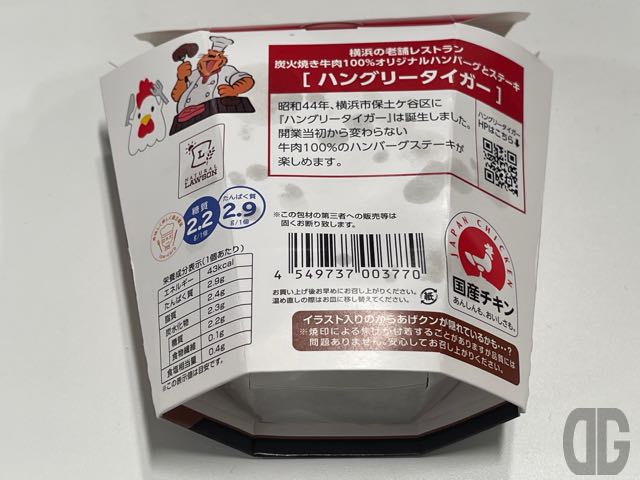 横浜の老舗レストラン
炭火焼き牛肉100%オリジナルハンバーグとステーキ
[ハングリータイガー]
昭和44年、横浜市保土ケ谷区に
『ハングリータイガー』は誕生しました。
開業当初から変わらない
牛肉100%のハンバーグステーキが
楽しめます。
ハングリータイガー
HPはこちら
L
NATURAL
LAWSON
糖質
2.2
g/1個
たんぱく質
2.9
g/1個
※この包材の第三者への販売等は
固くお断り致します。
4 549737 003770
お買い上げ後お早めにお召し上がりください。
温め直しの際はお皿に移し替えてください。
紙
JAPAN CHICKEN
国産チキン
あんしんも、おいしさも。
栄養成分表示(1個あたり)
エネルギー 43kcal
たんぱく質 2.9g
脂質 2.4g
炭水化物 2.3g
糖質 2.2g
食物繊維 0.1g
食塩相当量 0.4g
※この表示値は目安です。
イラスト入りのからあげクンが隠れているかも…?
※焼印による焦げが付着することがありますが品質には
問題ありません。安心してお召し上がりください。
DG